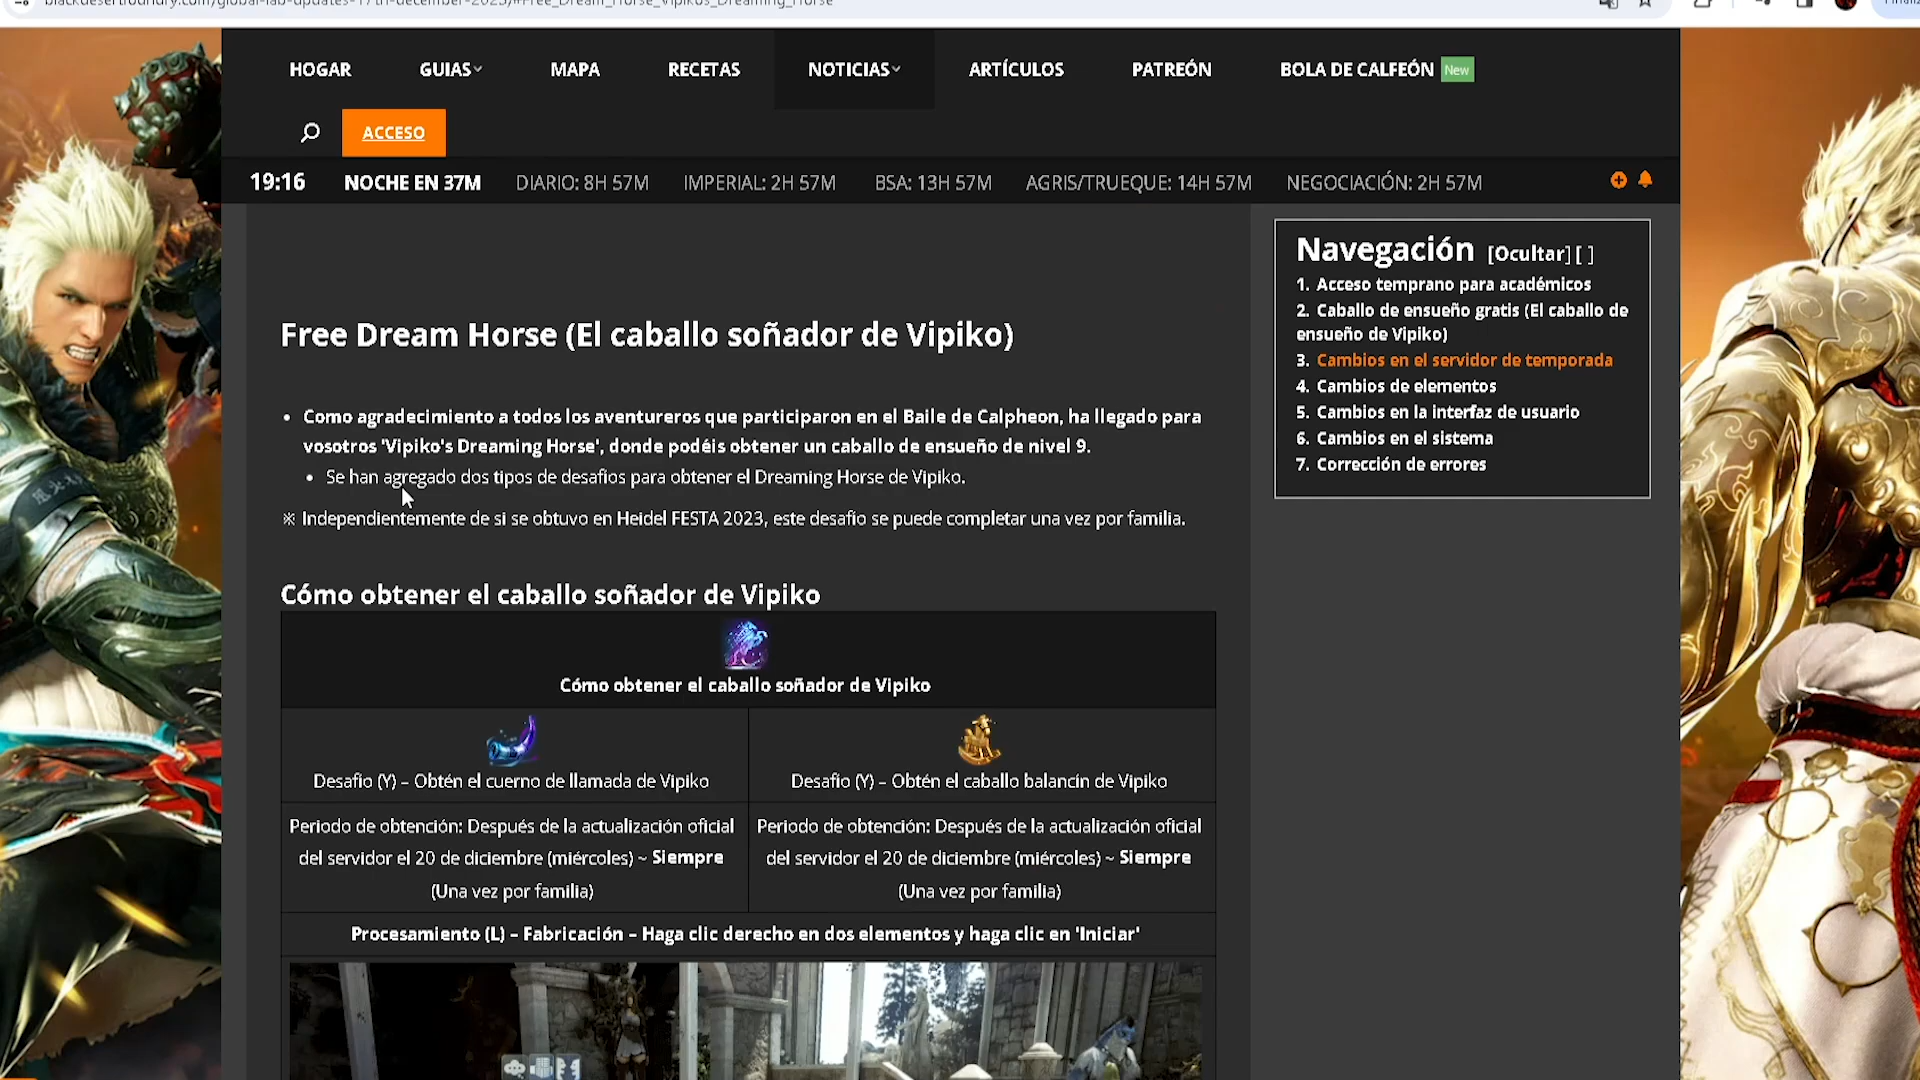 HOGAR GUIAS MAPA RECETAS NOTICIAS ARTÍCULOS PATREÓN BOLA DE CALFEÓN New
ACCESO
19:16 NOCHE EN 37M DIARIO: 8H 57M IMPERIAL: 2H 57M BSA: 13H 57M AGRIS/TRUEQUE: 14H 57M NEGOCIACIÓN: 2H 57M
Free Dream Horse (El caballo soñador de Vipiko)
• Como agradecimiento a todos los aventureros que participaron en el Baile de Calpheon, ha llegado para
vosotros 'Vipiko's Dreaming Horse', donde podéis obtener un caballo de ensueño de nivel 9.
• Se han agregado dos tipos de desafíos para obtener el Dreaming Horse de Vipiko.
※ Independientemente de si se obtuvo en Heidel FESTA 2023, este desafío se puede completar una vez por familia.
Cómo obtener el caballo soñador de Vipiko
Cómo obtener el caballo soñador de Vipiko
Desafío (Y) – Obtén el cuerno de llamada de Vipiko
Desafío (Y) – Obtén el caballo balancín de Vipiko
Periodo de obtención: Después de la actualización oficial
del servidor el 20 de diciembre (miércoles) ~ Siempre
(Una vez por familia)
Periodo de obtención: Después de la actualización oficial
del servidor el 20 de diciembre (miércoles) ~ Siempre
(Una vez por familia)
Procesamiento (L) – Fabricación – Haga clic derecho en dos elementos y haga clic en 'Iniciar'
Navegación [Ocultar] [ ]
1. Acceso temprano para académicos
2. Caballo de ensueño gratis (El caballo de
ensueño de Vipiko)
3. Cambios en el servidor de temporada
4. Cambios de elementos
5. Cambios en la interfaz de usuario
6. Cambios en el sistema
7. Corrección de errores